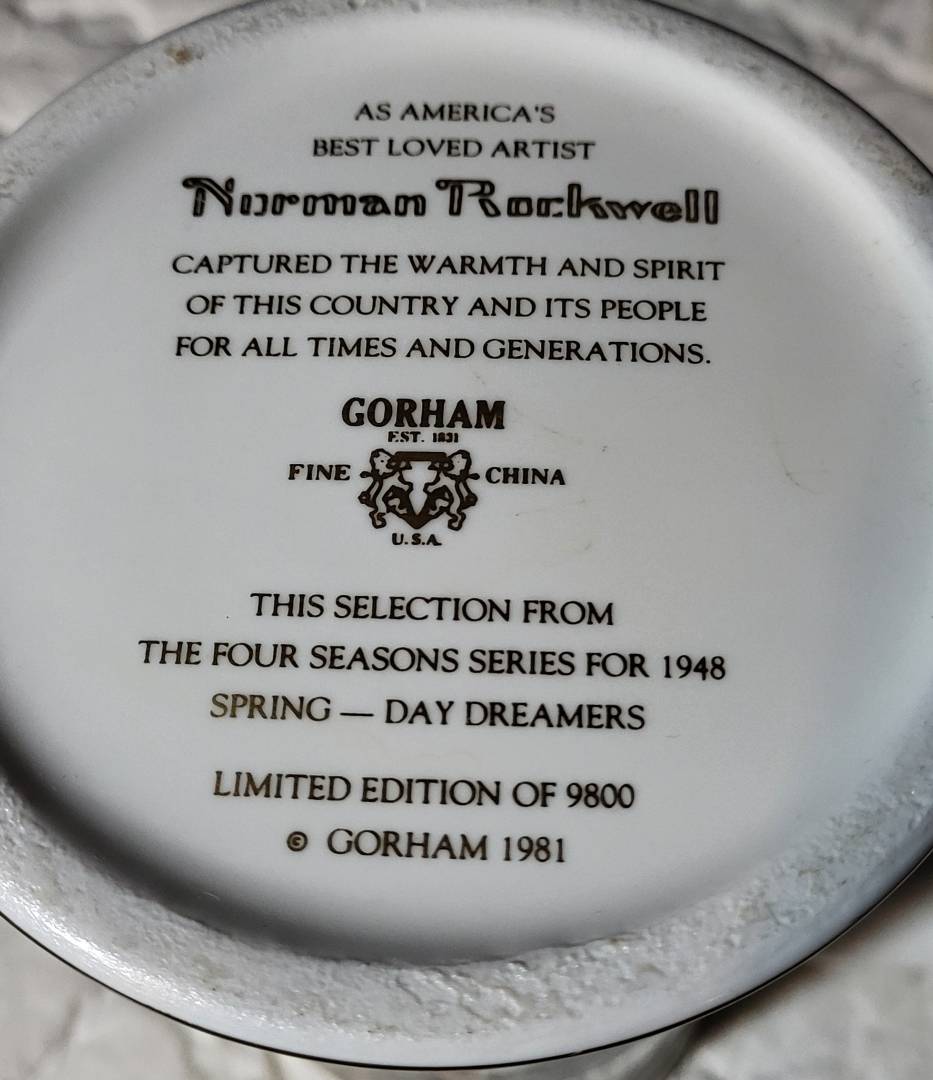 AS AMERICA'S
BEST LOVED ARTIST
Norman Rockwell
CAPTURED THE WARMTH AND SPIRIT
OF THIS COUNTRY AND ITS PEOPLE
FOR ALL TIMES AND GENERATIONS.
GORHAM
EST. 1831
FINE CHINA
U.S.A.
THIS SELECTION FROM
THE FOUR SEASONS SERIES FOR 1948
SPRING — DAY DREAMERS
LIMITED EDITION OF 9800
© GORHAM 1981